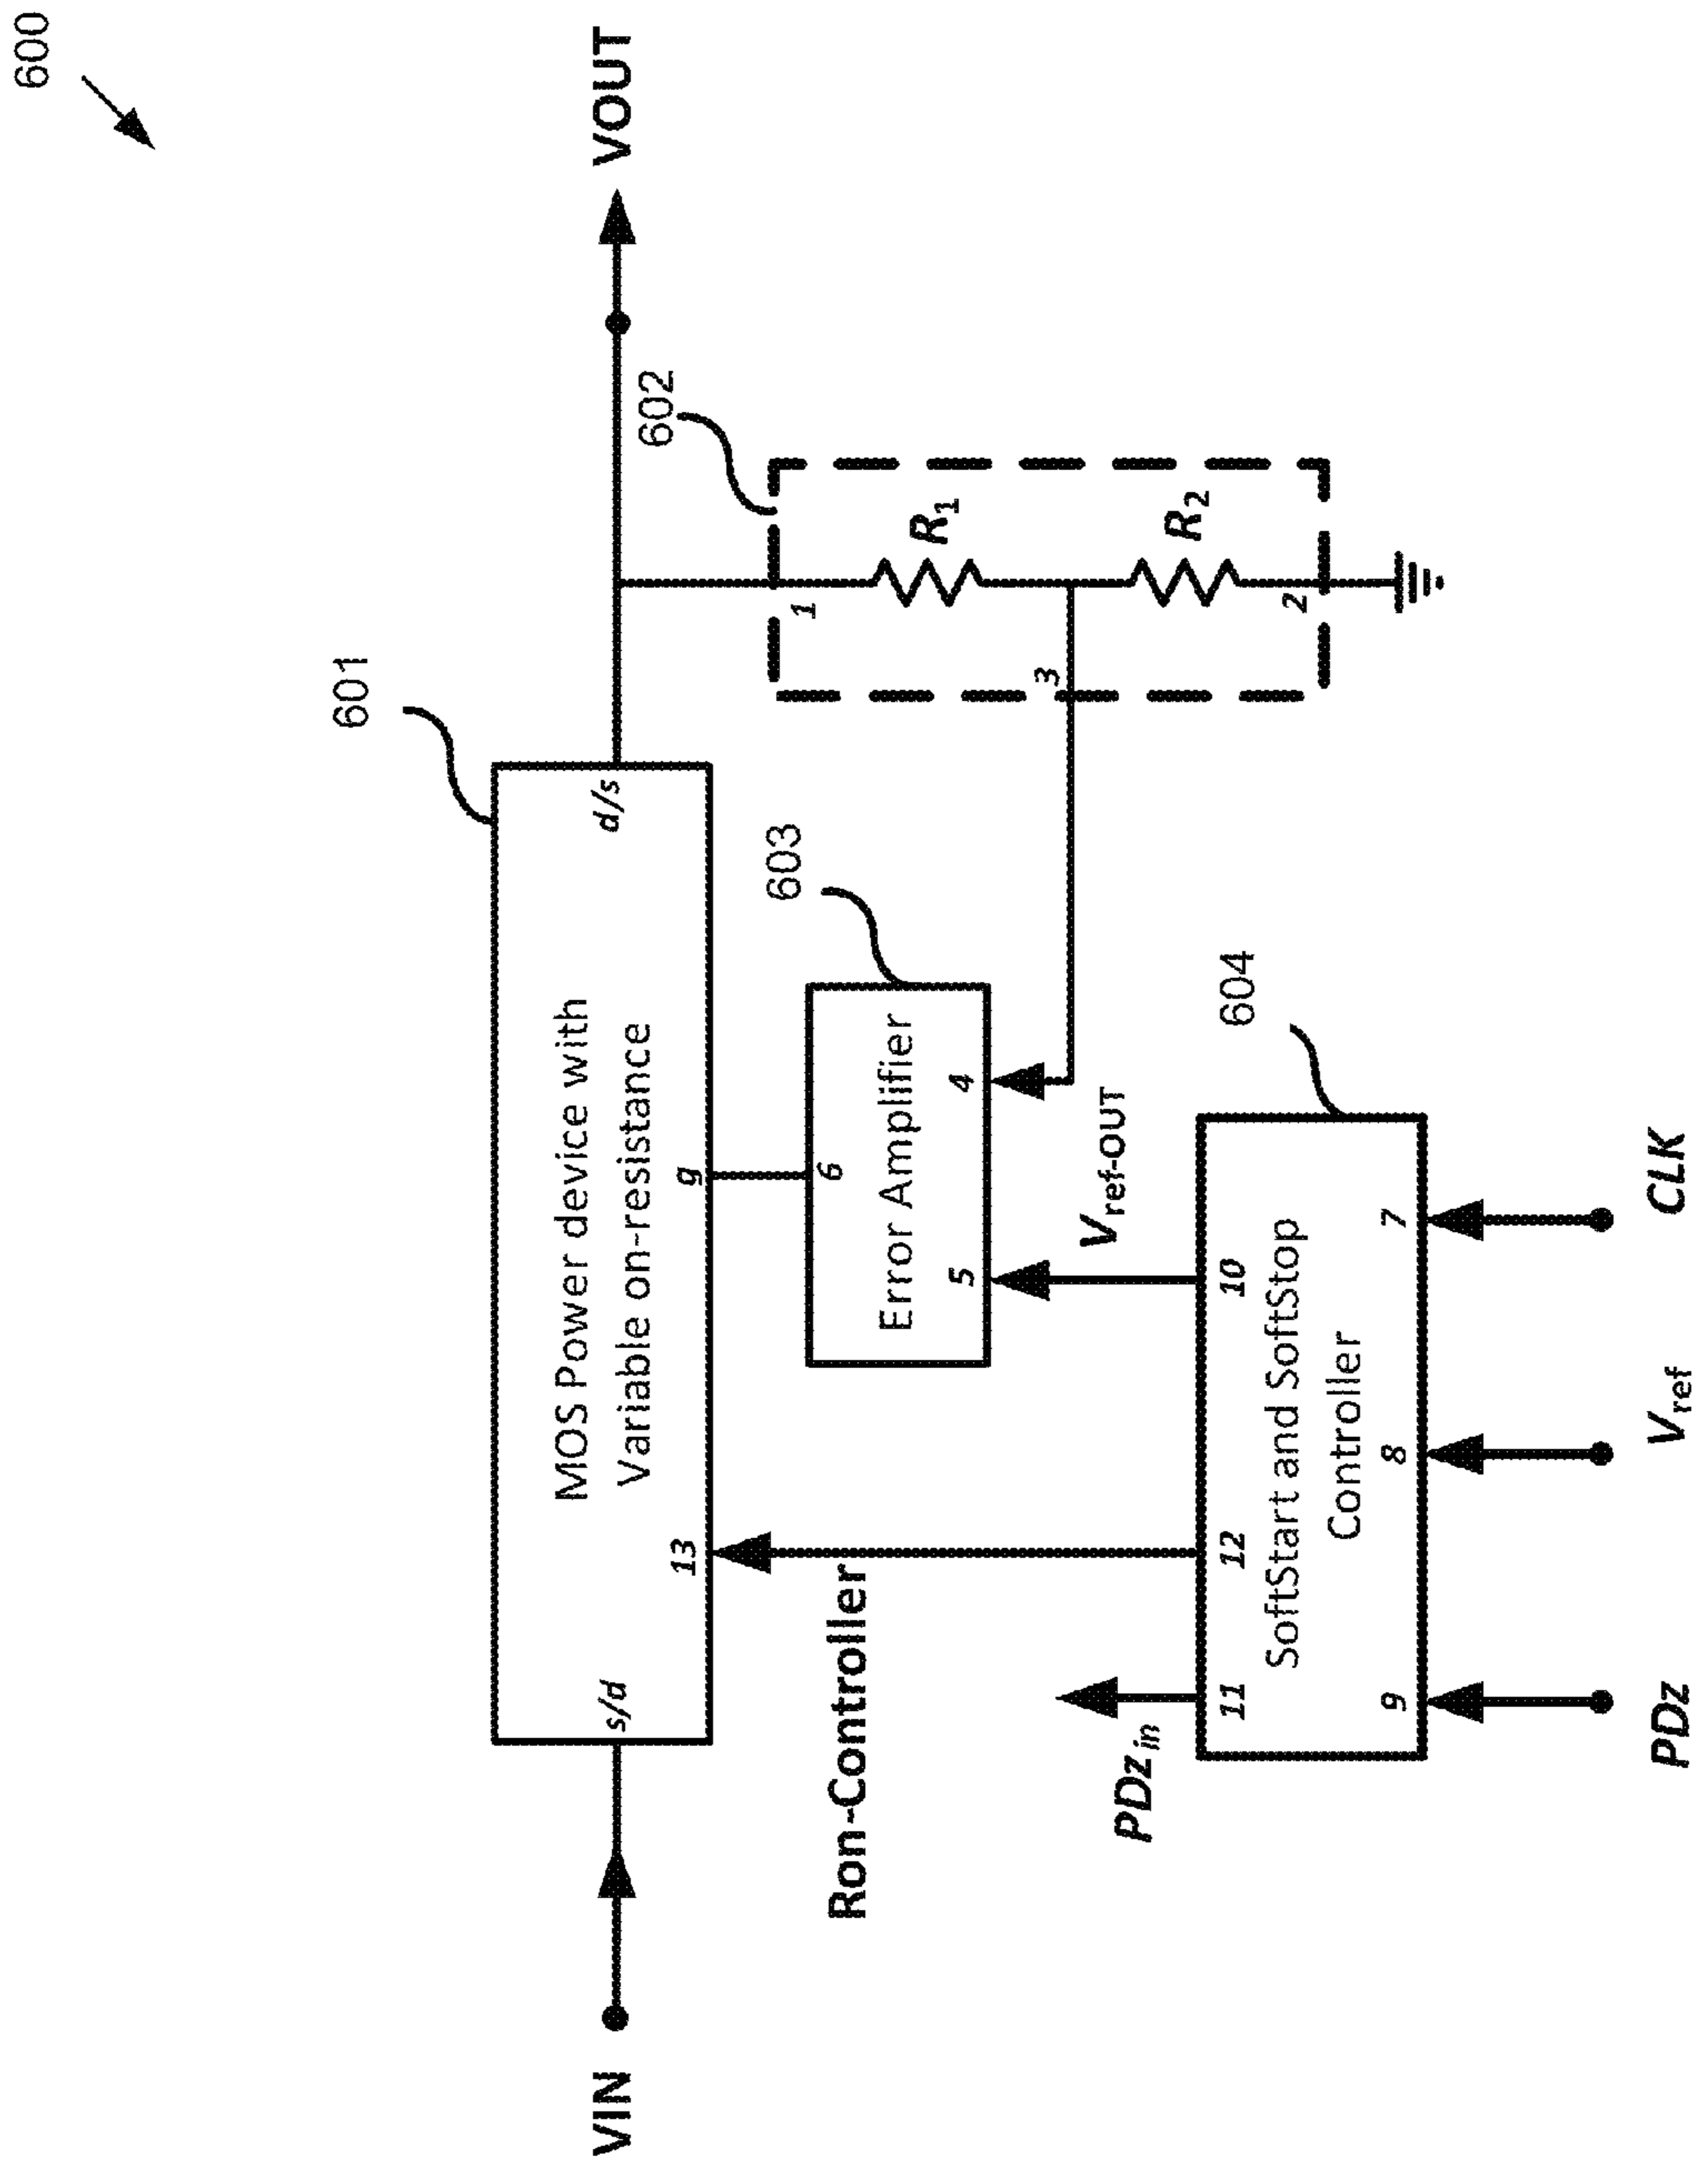 600
601
MOS Power device with
Variable on-resistance
VIN
s/d
d/s
VOUT
13
g
602
1
R1
3
R2
2
603
6
Error Amplifier
5
4
Ron-Controller
Vref-OUT
PDz in
604
11
12
10
SoftStart and SoftStop
Controller
9
8
7
PDz
Vref
CLK